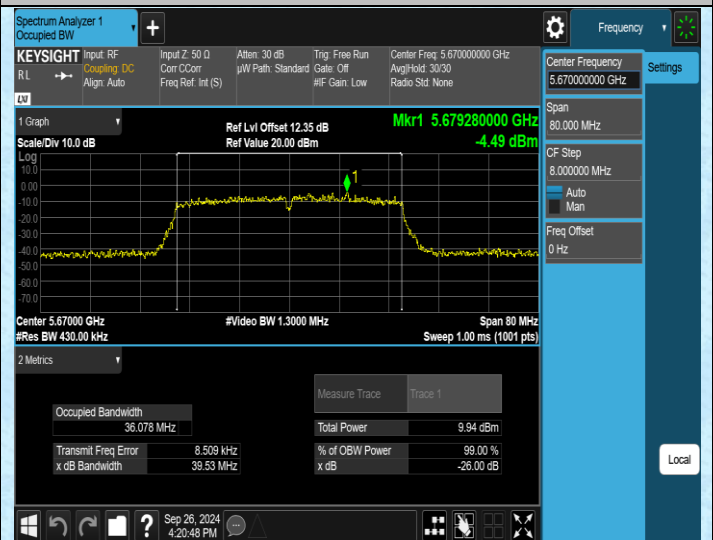 Spectrum Analyzer 1
Occupied BW
+
Frequency
KEYSIGHT
RL
LXI
Input: RF
Coupling: DC
Align: Auto
Input Z: 50 Ω
Corr CCorr
Freq Ref: Int (S)
Atten: 30 dB
µW Path: Standard
Trig: Free Run
Gate: Off
#IF Gain: Low
Center Freq: 5.670000000 GHz
Avg|Hold: 30/30
Radio Std: None
Center Frequency
5.670000000 GHz
Settings
Span
80.000 MHz
CF Step
8.000000 MHz
Auto
Man
Freq Offset
0 Hz
1 Graph
Scale/Div 10.0 dB
Ref Lvl Offset 12.35 dB
Ref Value 20.00 dBm
Mkr1 5.679280000 GHz
-4.49 dBm
Log
10.0
0.00
-10.0
-20.0
-30.0
-40.0
-50.0
-60.0
-70.0
1
Center 5.67000 GHz
#Res BW 430.00 kHz
#Video BW 1.3000 MHz
Span 80 MHz
Sweep 1.00 ms (1001 pts)
2 Metrics
Measure Trace Trace 1
Occupied Bandwidth
36.078 MHz
Total Power 9.94 dBm
Transmit Freq Error 8.509 kHz
% of OBW Power 99.00 %
x dB Bandwidth 39.53 MHz
x dB -26.00 dB
Local
?
Sep 26, 2024
4:20:48 PM